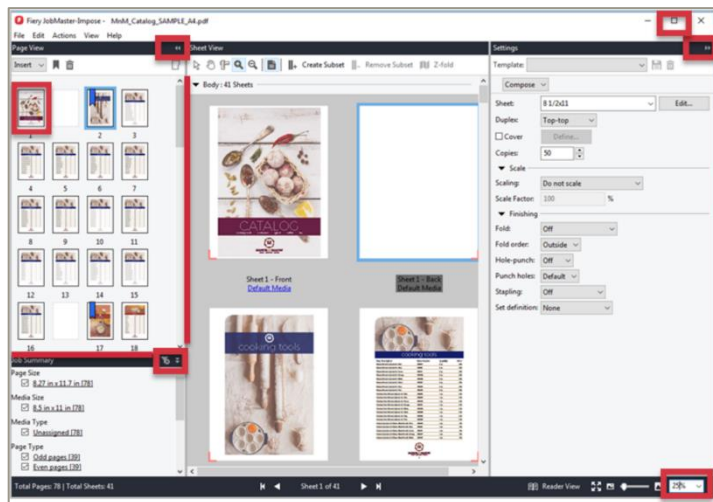 Fiery JobMaster-Impose - MnM_Catalog_SAMPLE_A4.pdf
File Edit Actions View Help
Page View
Sheet View
Settings
Insert
Create Subset
Remove Subset
Z-fold
Template:
Body : 41 Sheets
Compose
Sheet: 8 1/2x11 Edit...
Duplex: Top-top
Cover Define...
Copies: 50
Scale
Scaling: Do not scale
Scale Factor: 100 %
Finishing
Fold: Off
Fold order: Outside
Hole-punch: Off
Punch holes: Default
Stapling: Off
Set definition: None
1 2 3
4 5 6 7
8 9 10 11
12 13 14 15
16 17 18
CATALOG
Sheet 1 - Front
Default Media
Sheet 1 - Back
Default Media
cooking tools
cooking tools
Job Summary
Page Size
8.27 in x 11.7 in [78]
Media Size
8.5 in x 11 in [78]
Media Type
Unassigned [78]
Page Type
Odd pages [39]
Even pages [39]
Total Pages: 78 | Total Sheets: 41
Sheet 1 of 41
Reader View
25%